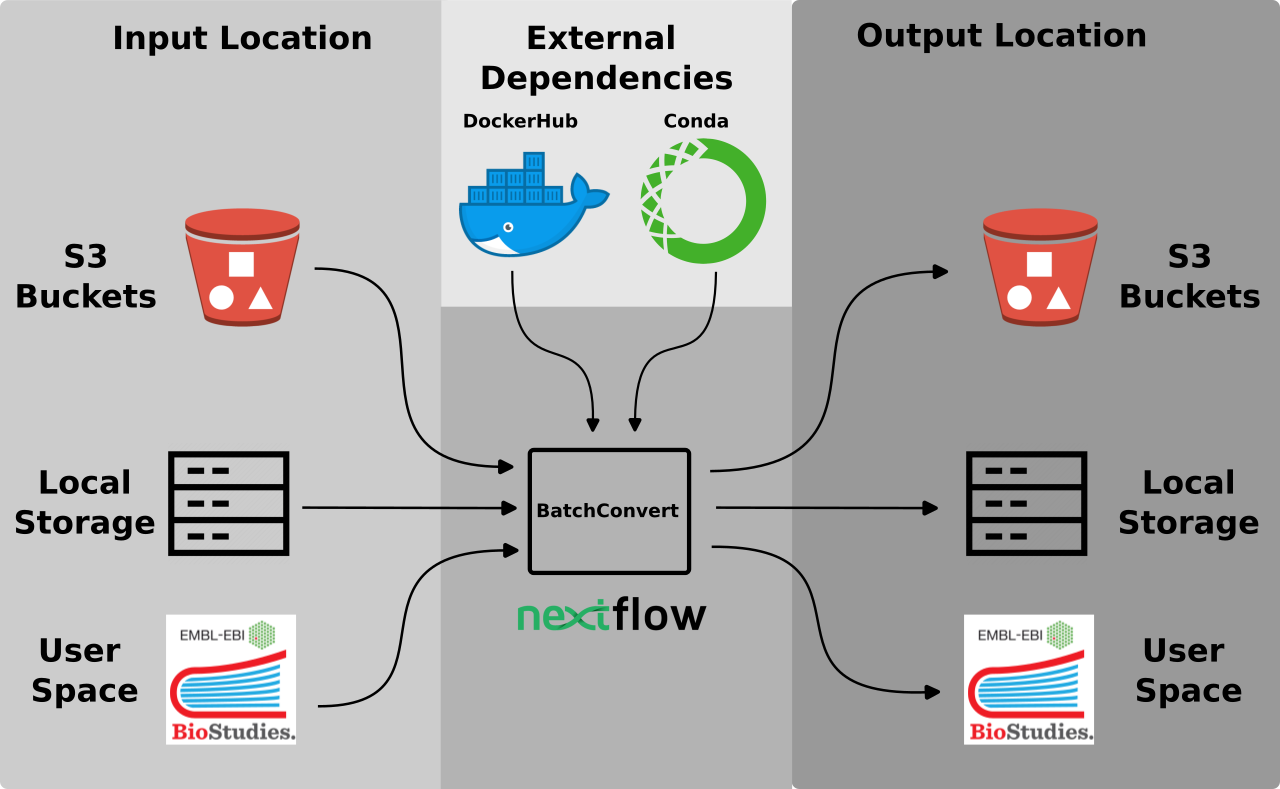 Input Location
External
Dependencies
Output Location
DockerHub
Conda
S3
Buckets
S3
Buckets
Local
Storage
BatchConvert
Local
Storage
nextflow
User
Space
EMBL-EBI
BioStudies.
EMBL-EBI
BioStudies.
User
Space